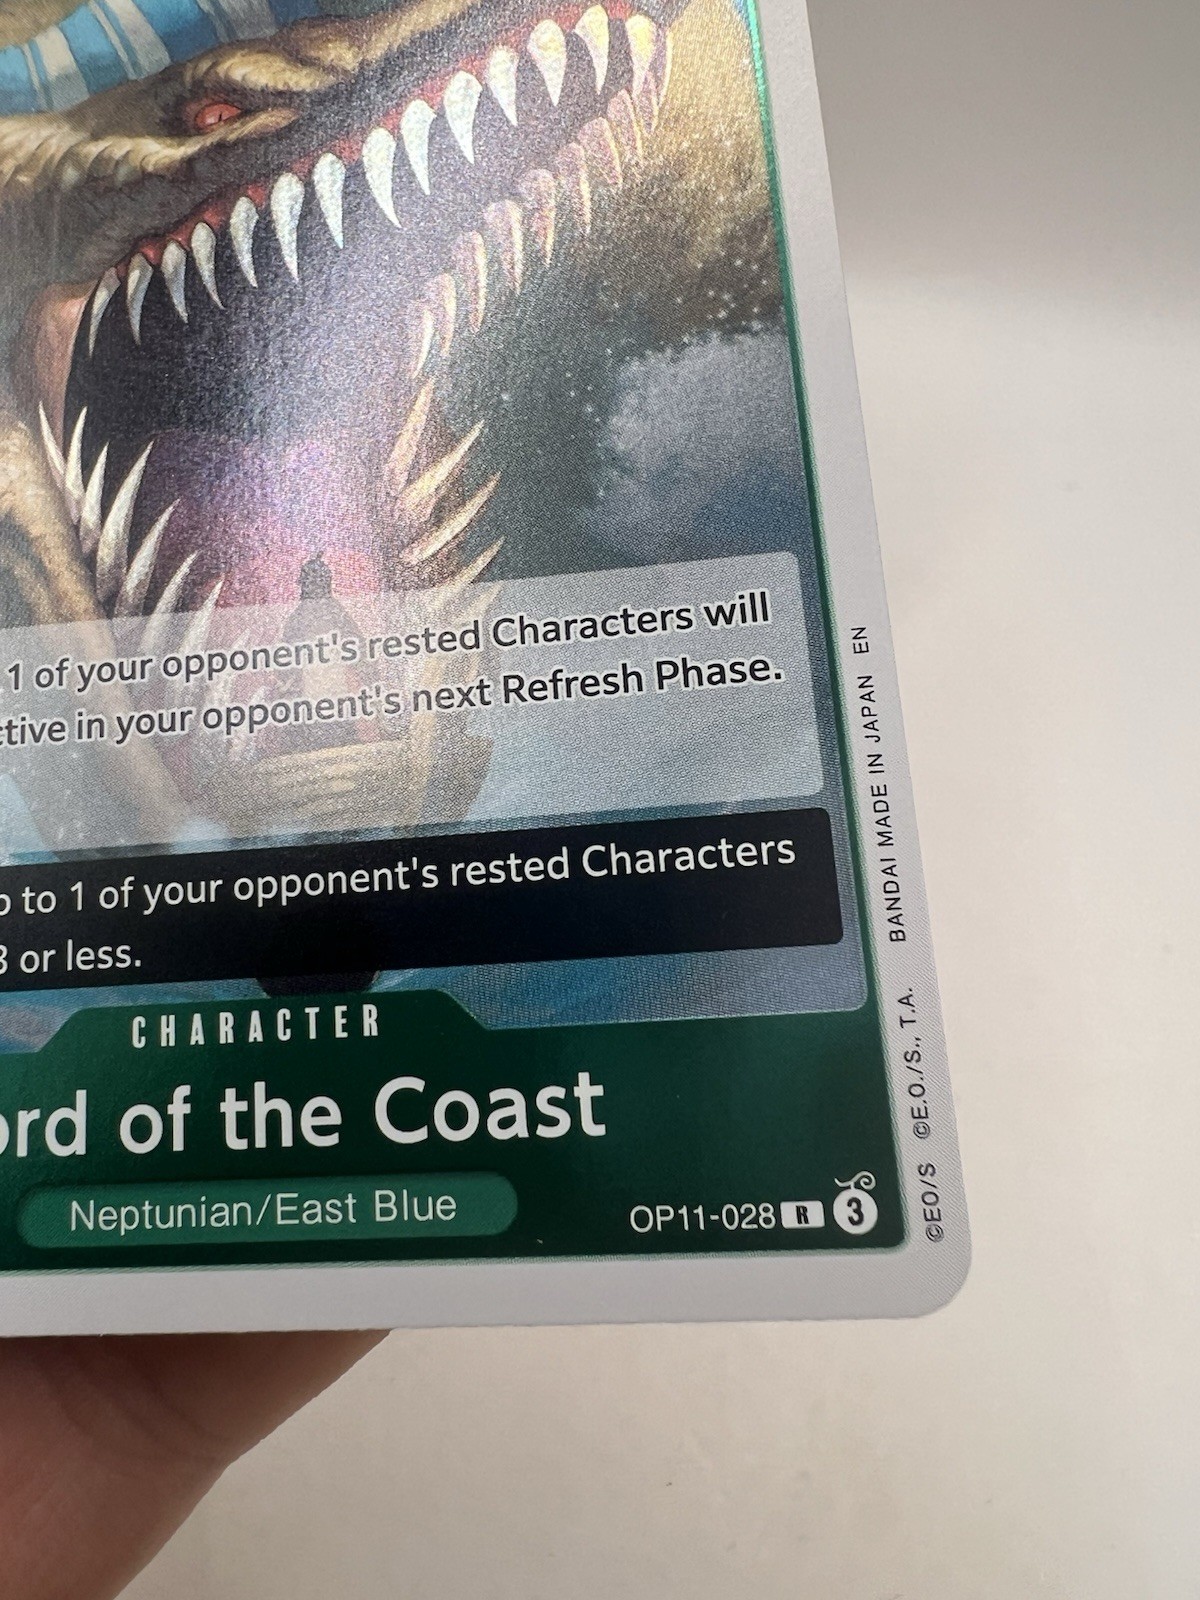 1 of your opponent's rested Characters will
in your opponent's next Refresh Phase.
to 1 of your opponent's rested Characters
or less.
CHARACTER
of the Coast
Neptunian/East Blue
OP11-028 R 3
©EO/S ©E.O./S., T.A. BANDAI MADE IN JAPAN EN